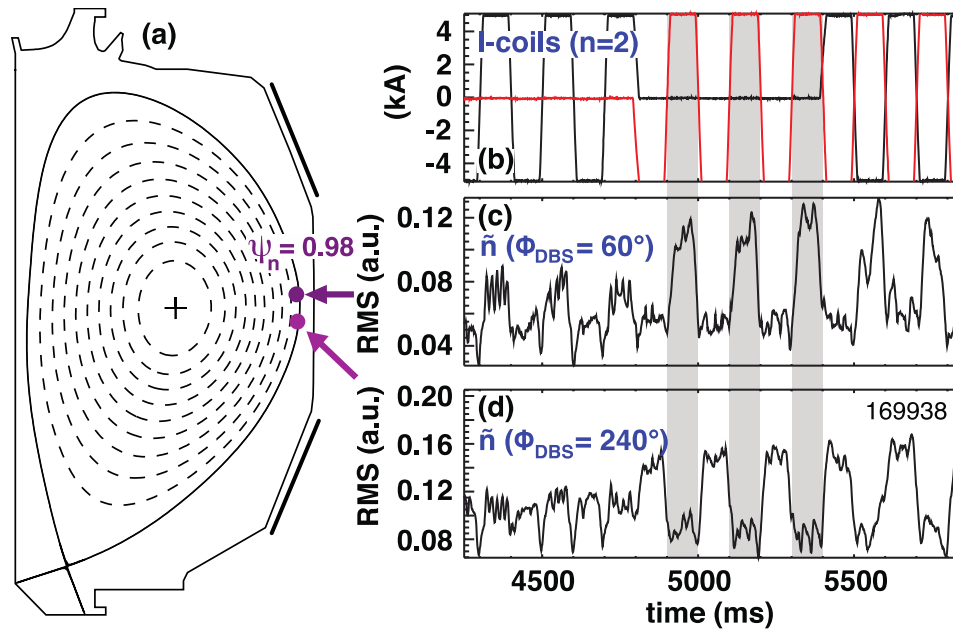 (a)
ψn = 0.98
I-coils (n=2)
(kA)
4
2
0
-2
-4
(b)
(c)
ñ (ΦDBS = 60°)
RMS (a.u.)
0.12
0.08
0.04
(d)
169938
ñ (ΦDBS = 240°)
RMS (a.u.)
0.20
0.16
0.12
0.08
4500
5000
5500
time (ms)